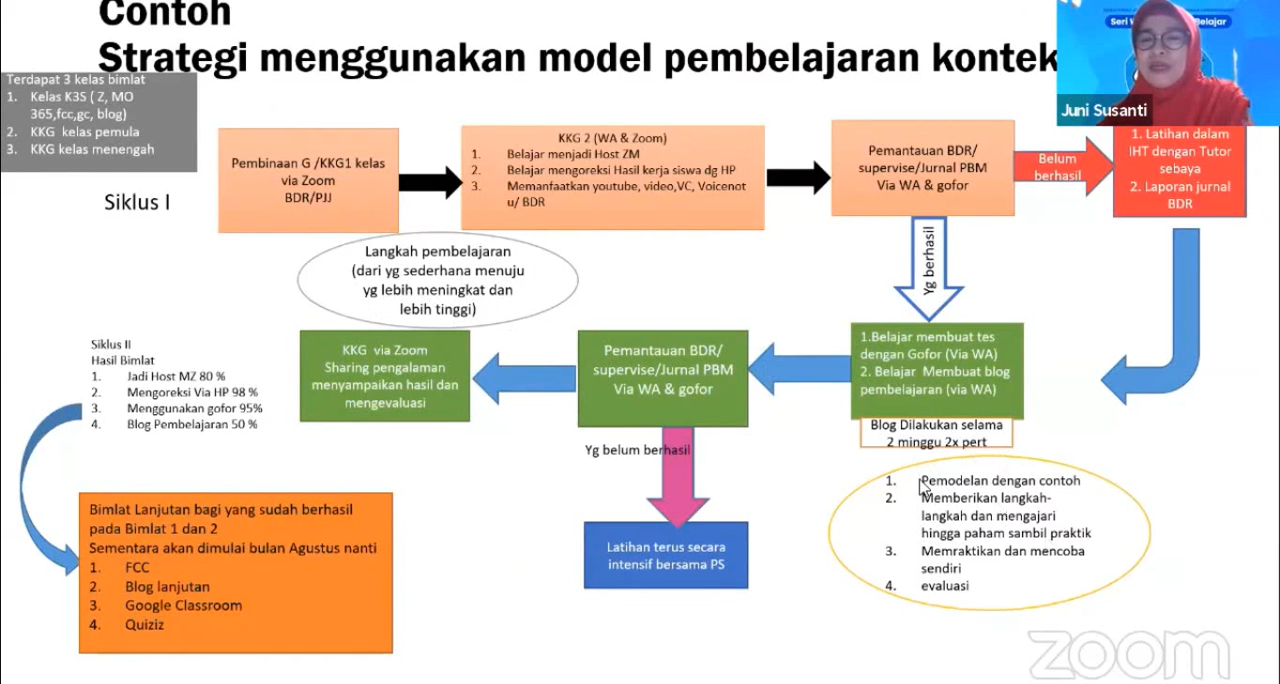 Contoh
Strategi menggunakan model pembelajaran kontek
Seri W
Belajar
Juni Susanti
Terdapat 3 kelas bimlat
1. Kelas K3S ( Z, MO
365,fcc,gc, blog)
2. KKG kelas pemula
3. KKG kelas menengah
Siklus I
Pembinaan G /KKG1 kelas
via Zoom
BDR/PJJ
KKG 2 (WA & Zoom)
1. Belajar menjadi Host ZM
2. Belajar mengoreksi Hasil kerja siswa dg HP
3. Memanfaatkan youtube, video,VC, Voicenot
u/ BDR
Pemantauan BDR/
supervise/Jurnal PBM
Via WA & gofor
Belum
berhasil
1. Latihan dalam
IHT dengan Tutor
sebaya
2. Laporan jurnal
BDR
Langkah pembelajaran
(dari yg sederhana menuju
yg lebih meningkat dan
lebih tinggi)
Yg berhasil
1.Belajar membuat tes
dengan Gofor (Via WA)
2. Belajar Membuat blog
pembelajaran (via WA)
Blog Dilakukan selama
2 minggu 2x pert
Pemantauan BDR/
supervise/Jurnal PBM
Via WA & gofor
KKG via Zoom
Sharing pengalaman
menyampaikan hasil dan
mengevaluasi
Siklus II
Hasil Bimlat
1. Jadi Host MZ 80 %
2. Mengoreksi Via HP 98 %
3. Menggunakan gofor 95%
4. Blog Pembelajaran 50 %
Yg belum berhasil
Latihan terus secara
intensif bersama PS
1. Pemodelan dengan contoh
2. Memberikan langkah-
langkah dan mengajari
hingga paham sambil praktik
3. Memraktikan dan mencoba
sendiri
4. evaluasi
Bimlat Lanjutan bagi yang sudah berhasil
pada Bimlat 1 dan 2
Sementara akan dimulai bulan Agustus nanti
1. FCC
2. Blog lanjutan
3. Google Classroom
4. Quiziz
zoom